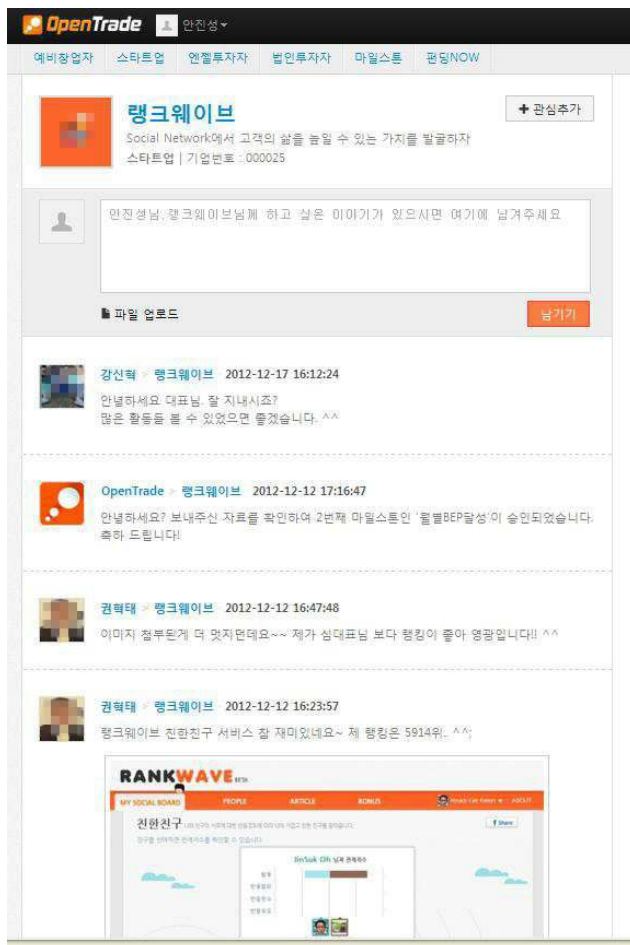 OpenTrade 안진성
예비창업자 스타트업 엔젤투자자 법인투자자 마일스톤 펀딩NOW
랭크웨이브
+ 관심추가
Social Network에서 고객의 삶을 높일 수 있는 가치를 발굴하자
스타트업 | 기업번호 : 000025
안진성님,랭크웨이브님께 하고 싶은 이야기가 있으시면 여기에 남겨주세요
파일 업로드
남기기
강신혁 > 랭크웨이브 2012-12-17 16:12:24
안녕하세요 대표님. 잘 지내시죠?
많은 활동들 볼 수 있었으면 좋겠습니다. ^^
OpenTrade > 랭크웨이브 2012-12-12 17:16:47
안녕하세요? 보내주신 자료를 확인하여 2번째 마일스톤인 '월별BEP달성'이 승인되었습니다.
축하 드립니다!
권혁태 > 랭크웨이브 2012-12-12 16:47:48
이미지 첨부된게 더 멋지던데요~~ 제가 심대표님 보다 랭킹이 좋아 영광입니다!! ^^
권혁태 > 랭크웨이브 2012-12-12 16:23:57
랭크웨이브 친한친구 서비스 참 재미있네요~ 제 랭킹은 5914위. ^^;
RANKWAVE BETA
MY SOCIAL BOARD PEOPLE ARTICLE BONUS ABOUT
친한친구
Share
JinSuk Oh 님과 관계지수